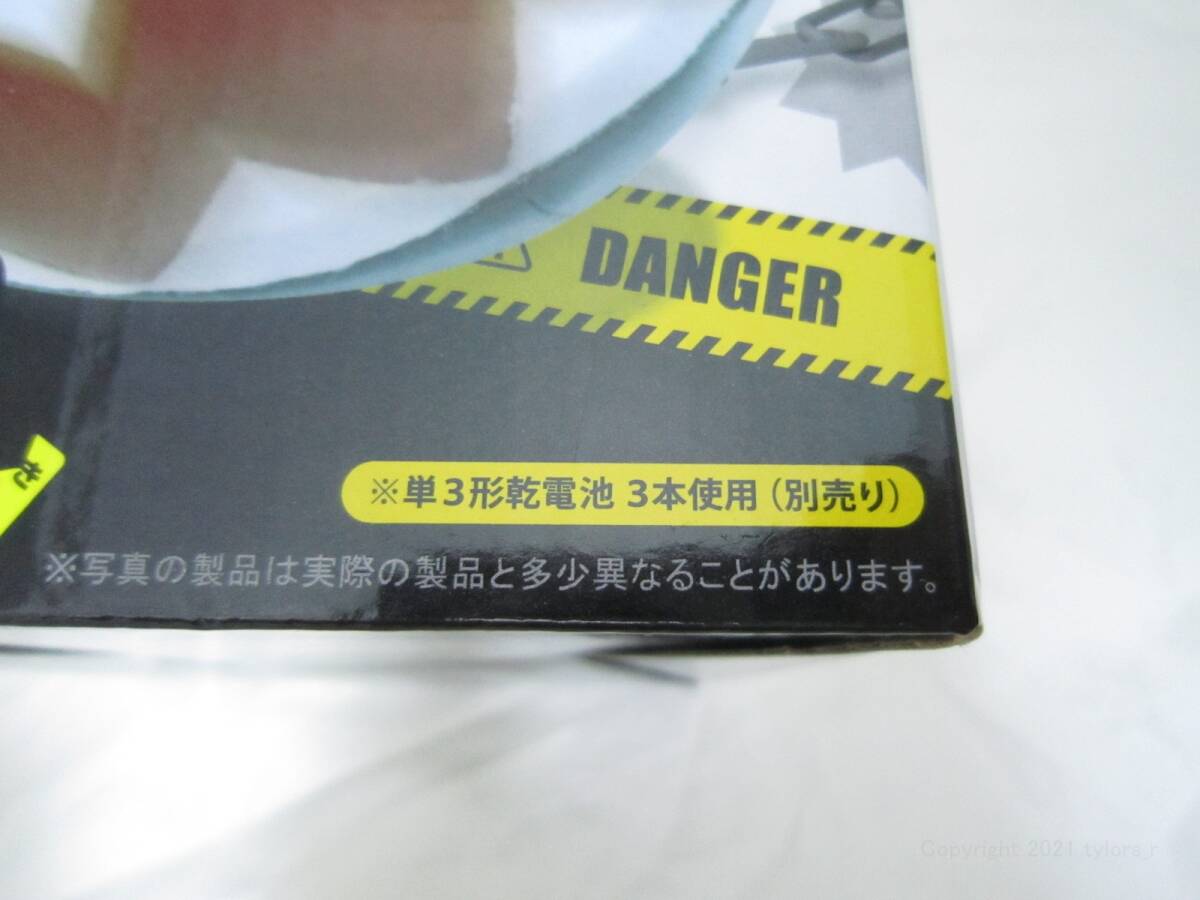 DANGER
せ
※単3形乾電池 3本使用（別売り）
※写真の製品は実際の製品と多少異なることがあります。
Copyright 2021 tylors_r